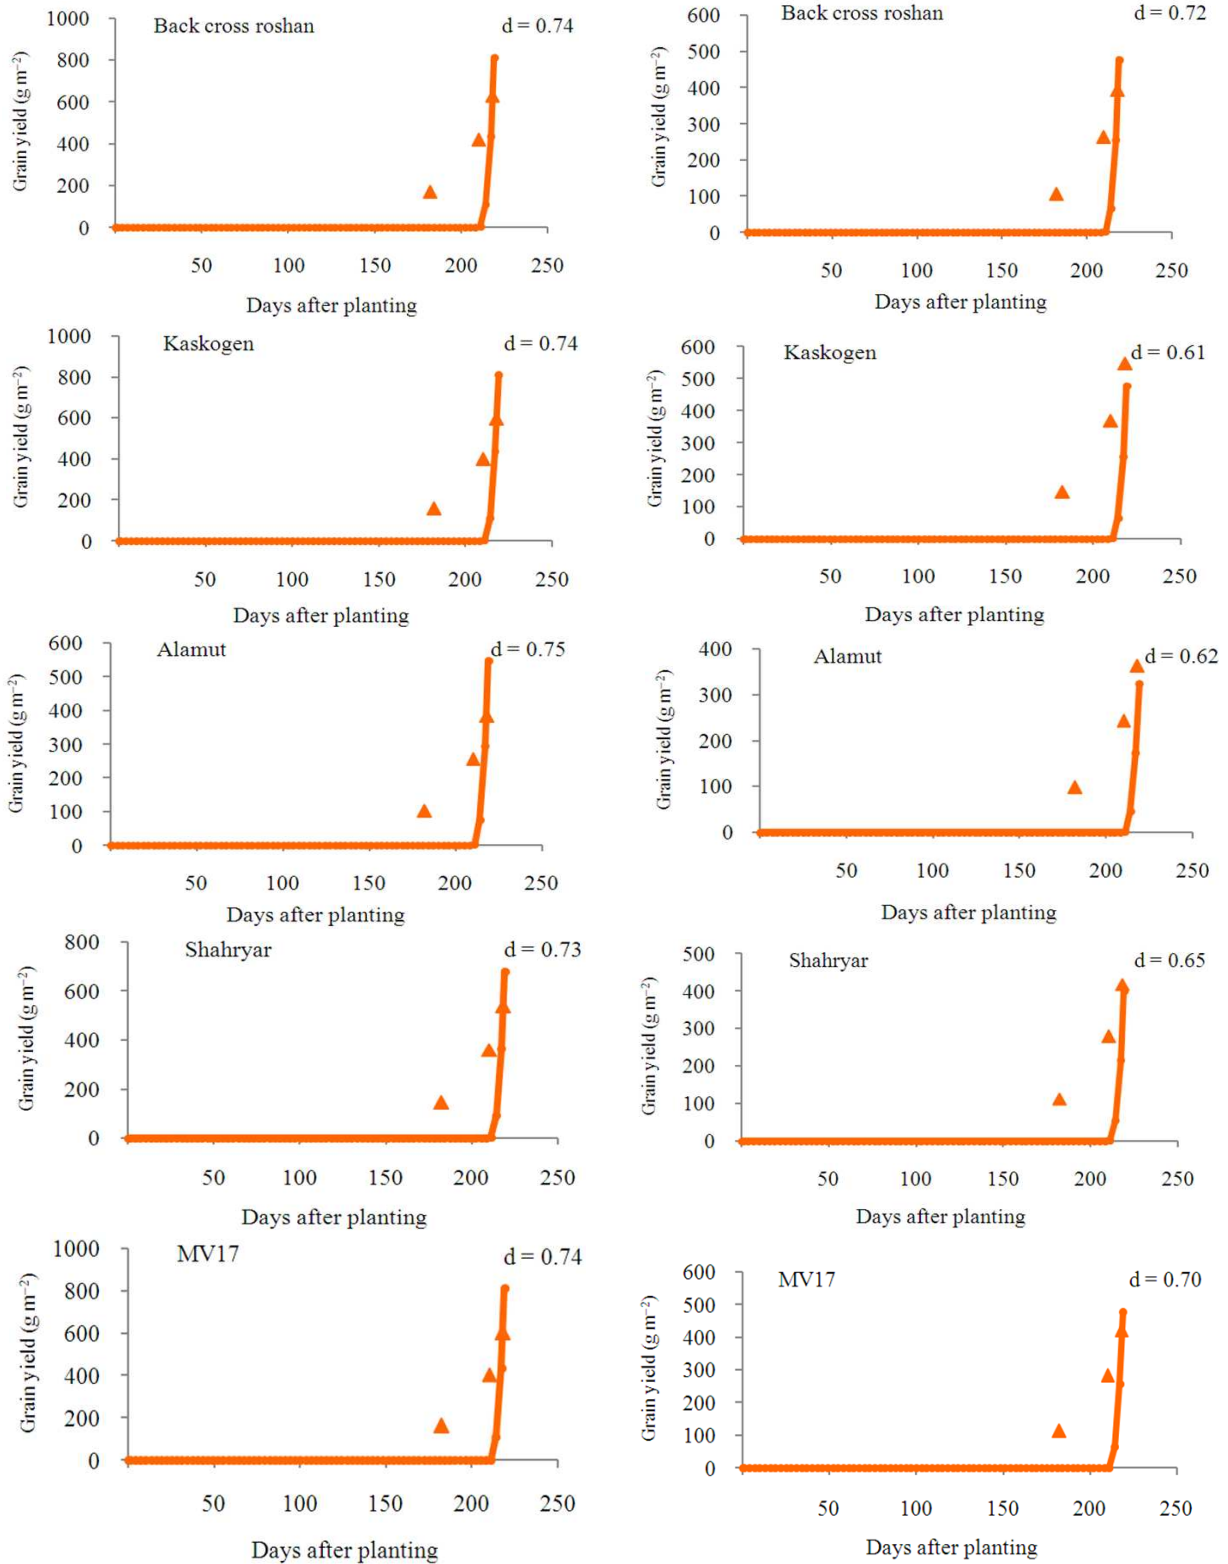 Back cross roshan
d = 0.74
1000
800
600
400
200
0
Grain yield (g m⁻²)
50 100 150 200 250
Days after planting
Back cross roshan
d = 0.72
600
500
400
300
200
100
0
Grain yield (g m⁻²)
50 100 150 200 250
Days after planting
Kaskogen
d = 0.74
1000
800
600
400
200
0
Grain yield (g m⁻²)
50 100 150 200 250
Days after planting
Kaskogen
d = 0.61
600
500
400
300
200
100
0
Grain yield (g m⁻²)
50 100 150 200 250
Days after planting
Alamut
d = 0.75
600
500
400
300
200
100
0
Grain yield (g m⁻²)
50 100 150 200 250
Days after planting
Alamut
d = 0.62
400
300
200
100
0
Grain yield (g m⁻²)
50 100 150 200 250
Days after planting
Shahryar
d = 0.73
800
600
400
200
0
Grain yield (g m⁻²)
50 100 150 200 250
Days after planting
Shahryar
d = 0.65
500
400
300
200
100
0
Grain yield (g m⁻²)
50 100 150 200 250
Days after planting
MV17
d = 0.74
1000
800
600
400
200
0
Grain yield (g m⁻²)
50 100 150 200 250
Days after planting
MV17
d = 0.70
600
500
400
300
200
100
0
Grain yield (g m⁻²)
50 100 150 200 250
Days after planting